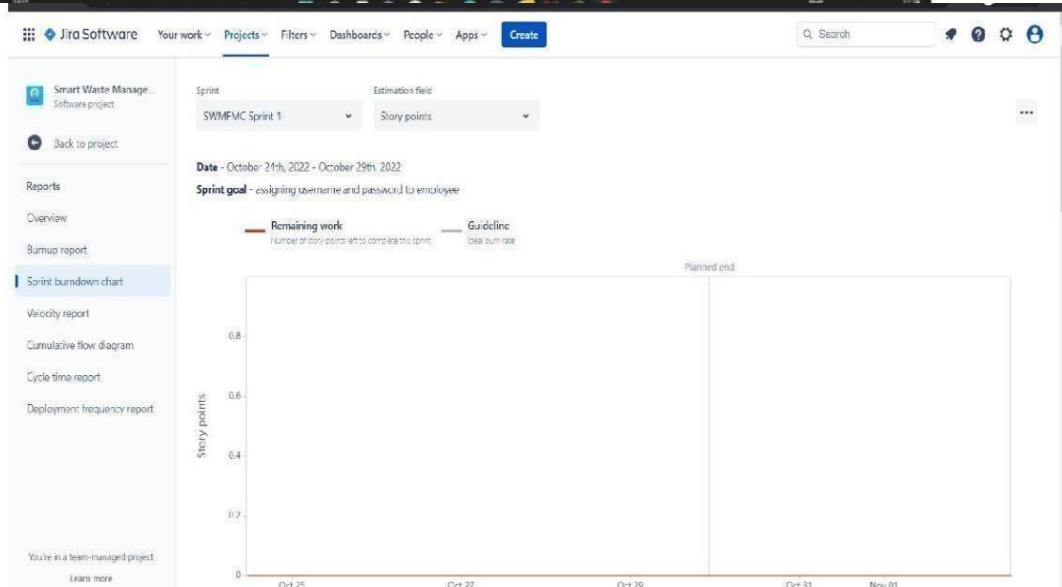 Jira Software Your work Projects Filters Dashboards People Apps Create Search
Smart Waste Manage...
Software project
Back to project
Reports
Overview
Burnup report
Sprint burndown chart
Velocity report
Cumulative flow diagram
Cycle time report
Deployment frequency report
You're in a team-managed project
Learn more
Sprint Estimation field
SWMFMC Sprint 1 Story points
Date - October 24th, 2022 - October 29th, 2022
Sprint goal - assigning username and password to employee
Remaining work
Number of story points left to complete this sprint
Guideline
Ideal burn rate
Planned end
Story points
0.8
0.6
0.4
0.2
0
Oct 25 Oct 27 Oct 29 Oct 31 Nov 01